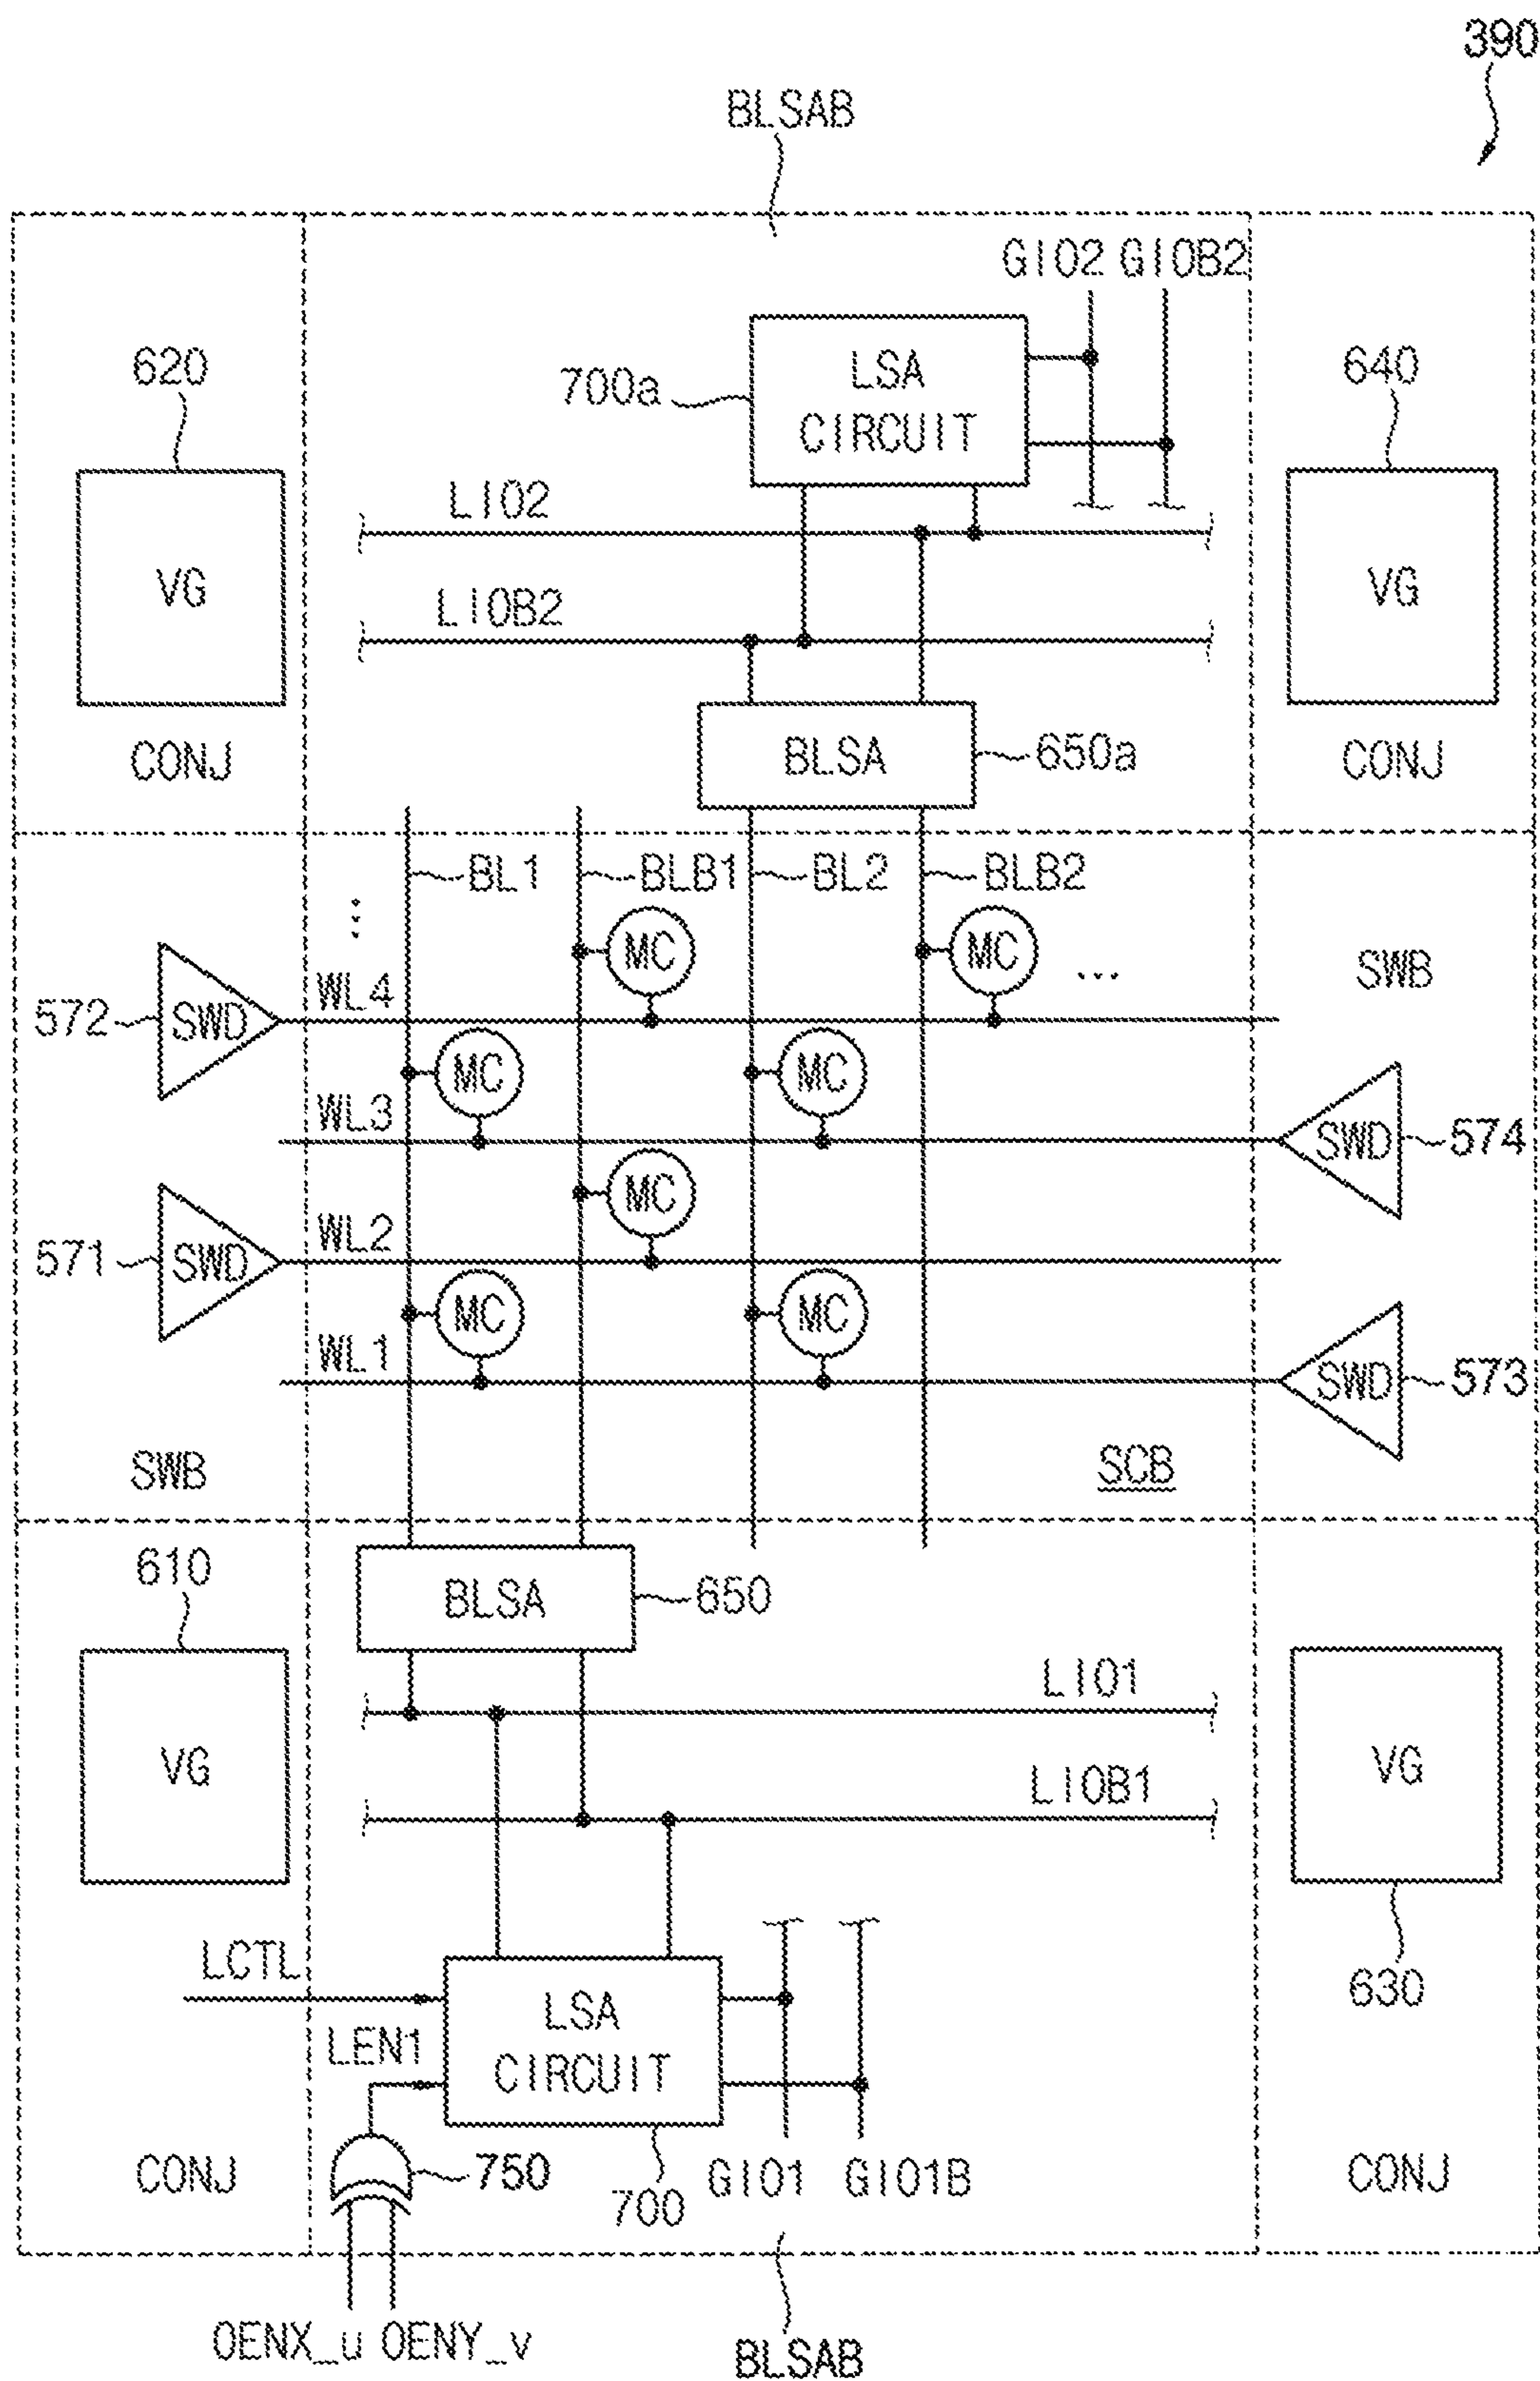 390
BLSAB
GIO2 GIOB2
620
700a
LSA
CIRCUIT
640
LIO2
VG
VG
LIOB2
CONJ
BLSA
650a
CONJ
BL1
BLB1
BL2
BLB2
MC
MC
SWB
WL4
572
SWD
MC
MC
WL3
SWD
574
MC
WL2
571
SWD
MC
MC
WL1
SWD
573
SWB
SCB
610
BLSA
650
LIO1
VG
VG
LIOB1
LCTL
LSA
CIRCUIT
630
LEN1
CONJ
750
700
GIO1
GIO1B
CONJ
OENX_u OENY_v
BLSAB